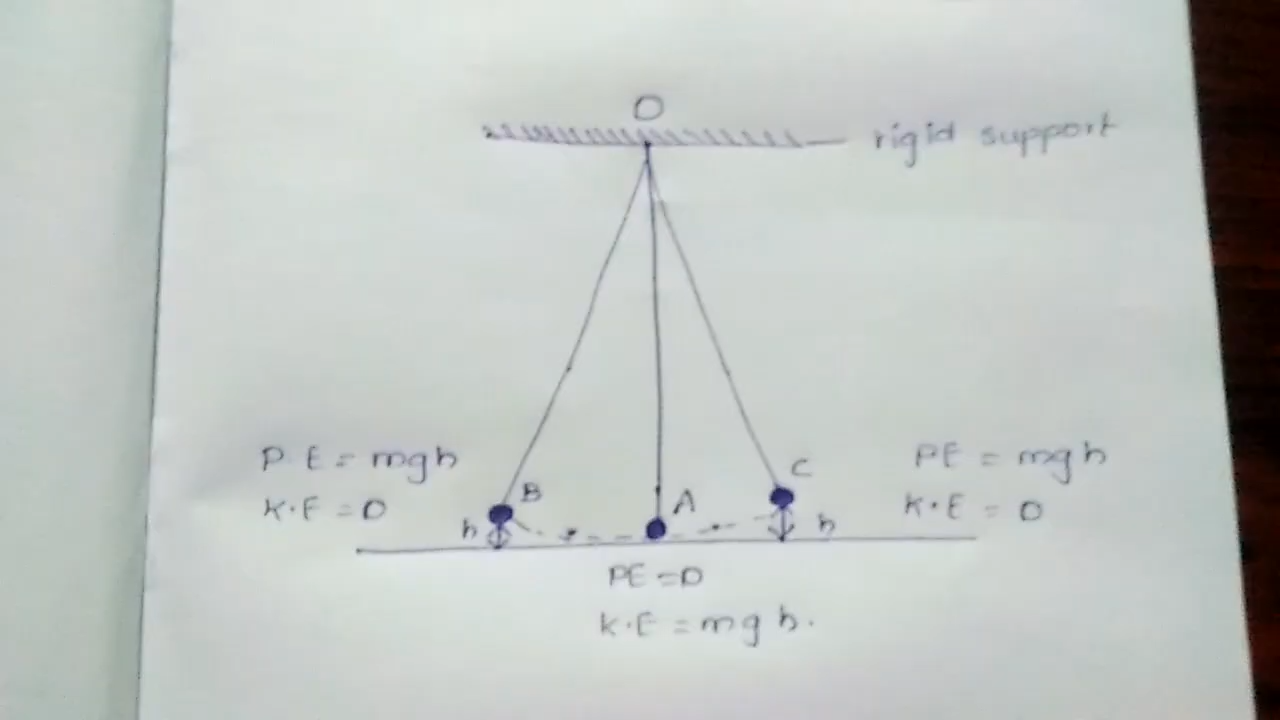 O
rigid support
P.E = mgh
K.E = 0
PE = mgh
K.E = 0
B
A
C
h
h
PE = 0
K.E = mgh.